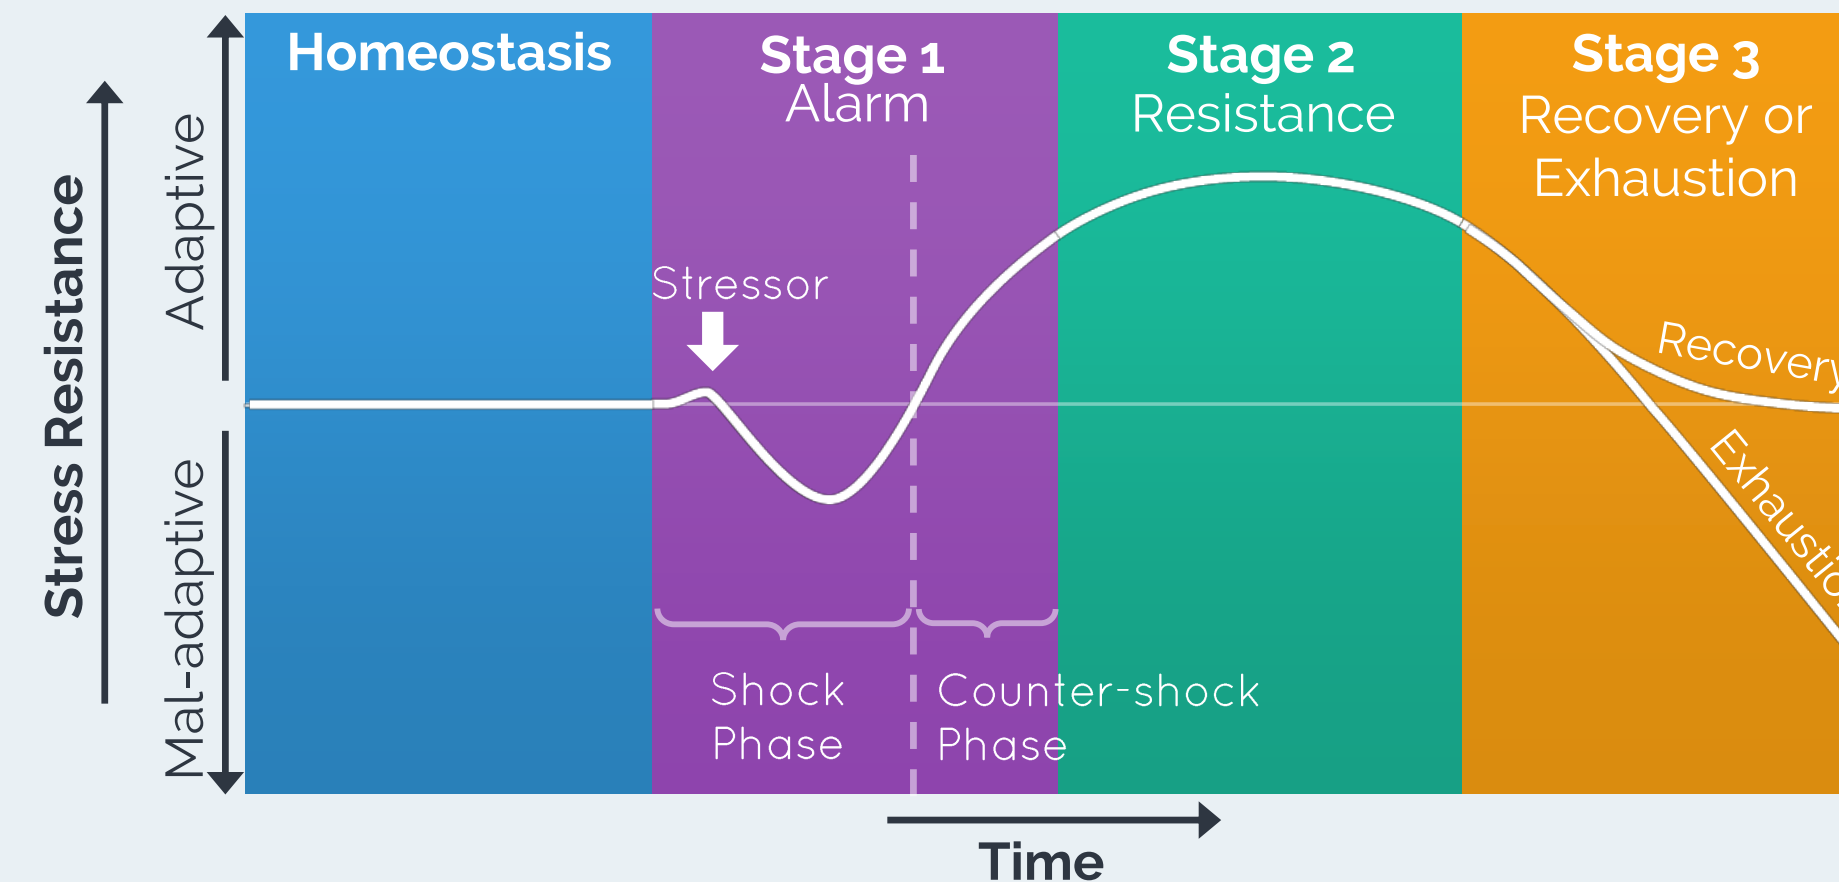 Homeostasis
Stage 1
Alarm
Stage 2
Resistance
Stage 3
Recovery or
Exhaustion
Stress Resistance
Adaptive
Mal-adaptive
Stressor
Recovery
Shock
Phase
Counter-shock
Phase
Time